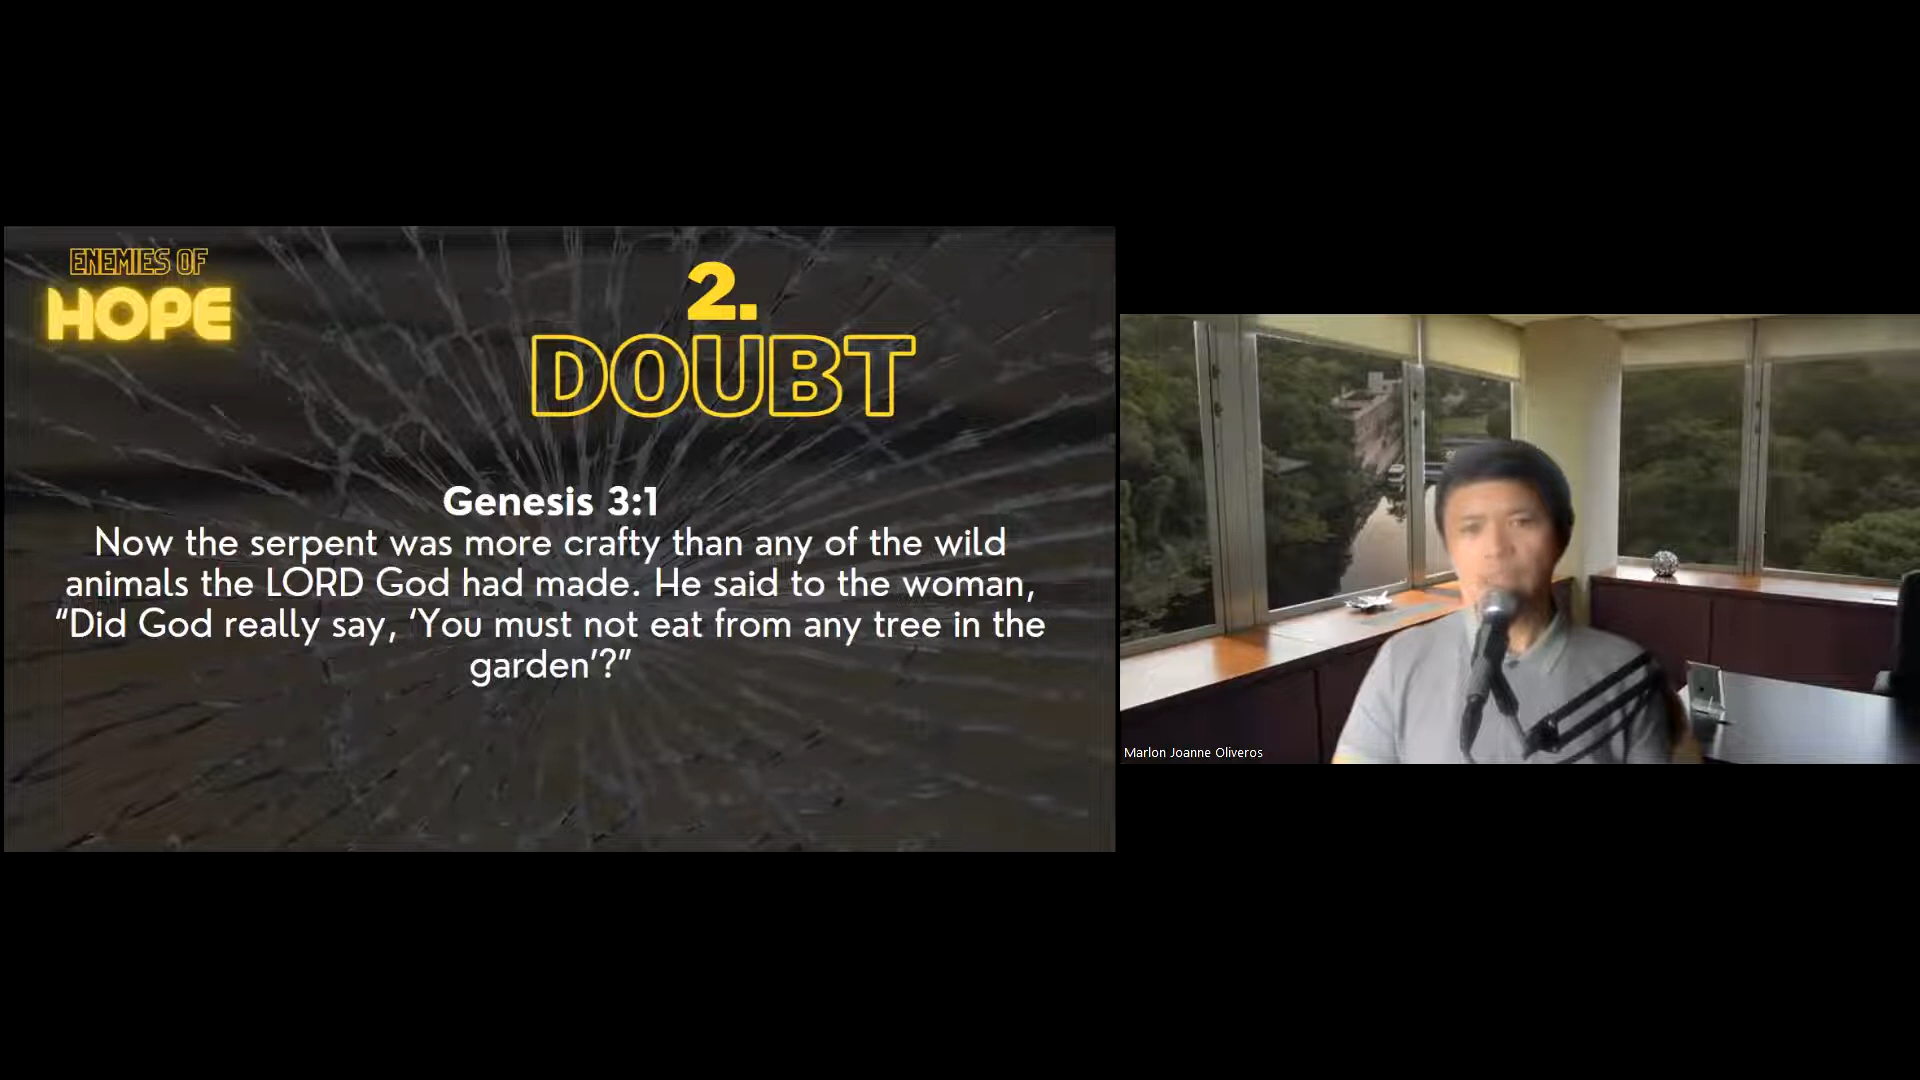 ENEMIES OF
HOPE
2.
DOUBT
Genesis 3:1
Now the serpent was more crafty than any of the wild
animals the LORD God had made. He said to the woman,
“Did God really say, ‘You must not eat from any tree in the
garden’?”
Marlon Joanne Oliveros